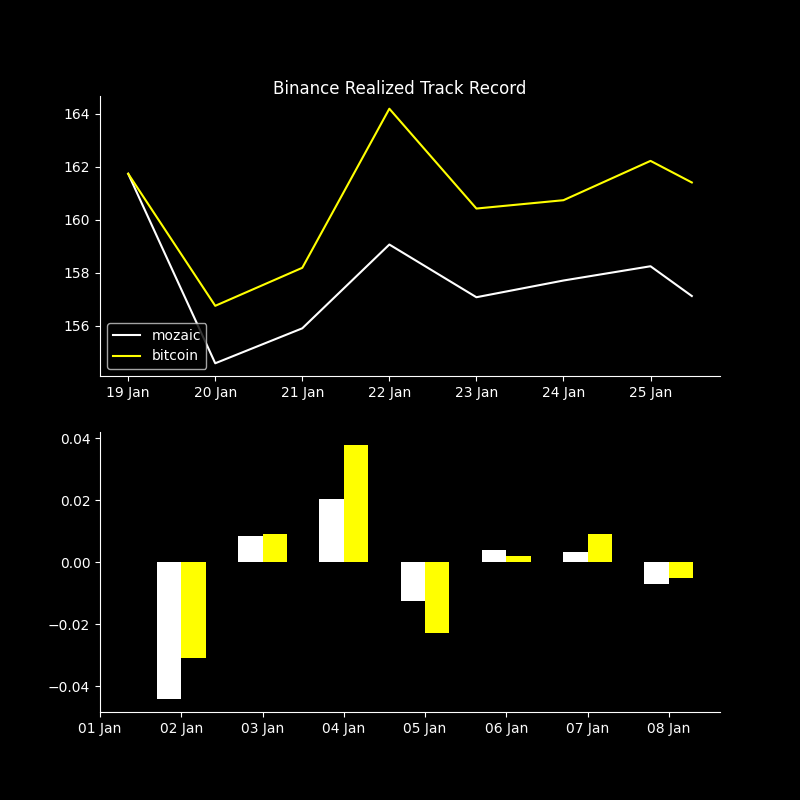 Binance Realized Track Record
164
162
160
158
156
mozaic
bitcoin
19 Jan 20 Jan 21 Jan 22 Jan 23 Jan 24 Jan 25 Jan
0.04
0.02
0.00
−0.02
−0.04
01 Jan 02 Jan 03 Jan 04 Jan 05 Jan 06 Jan 07 Jan 08 Jan